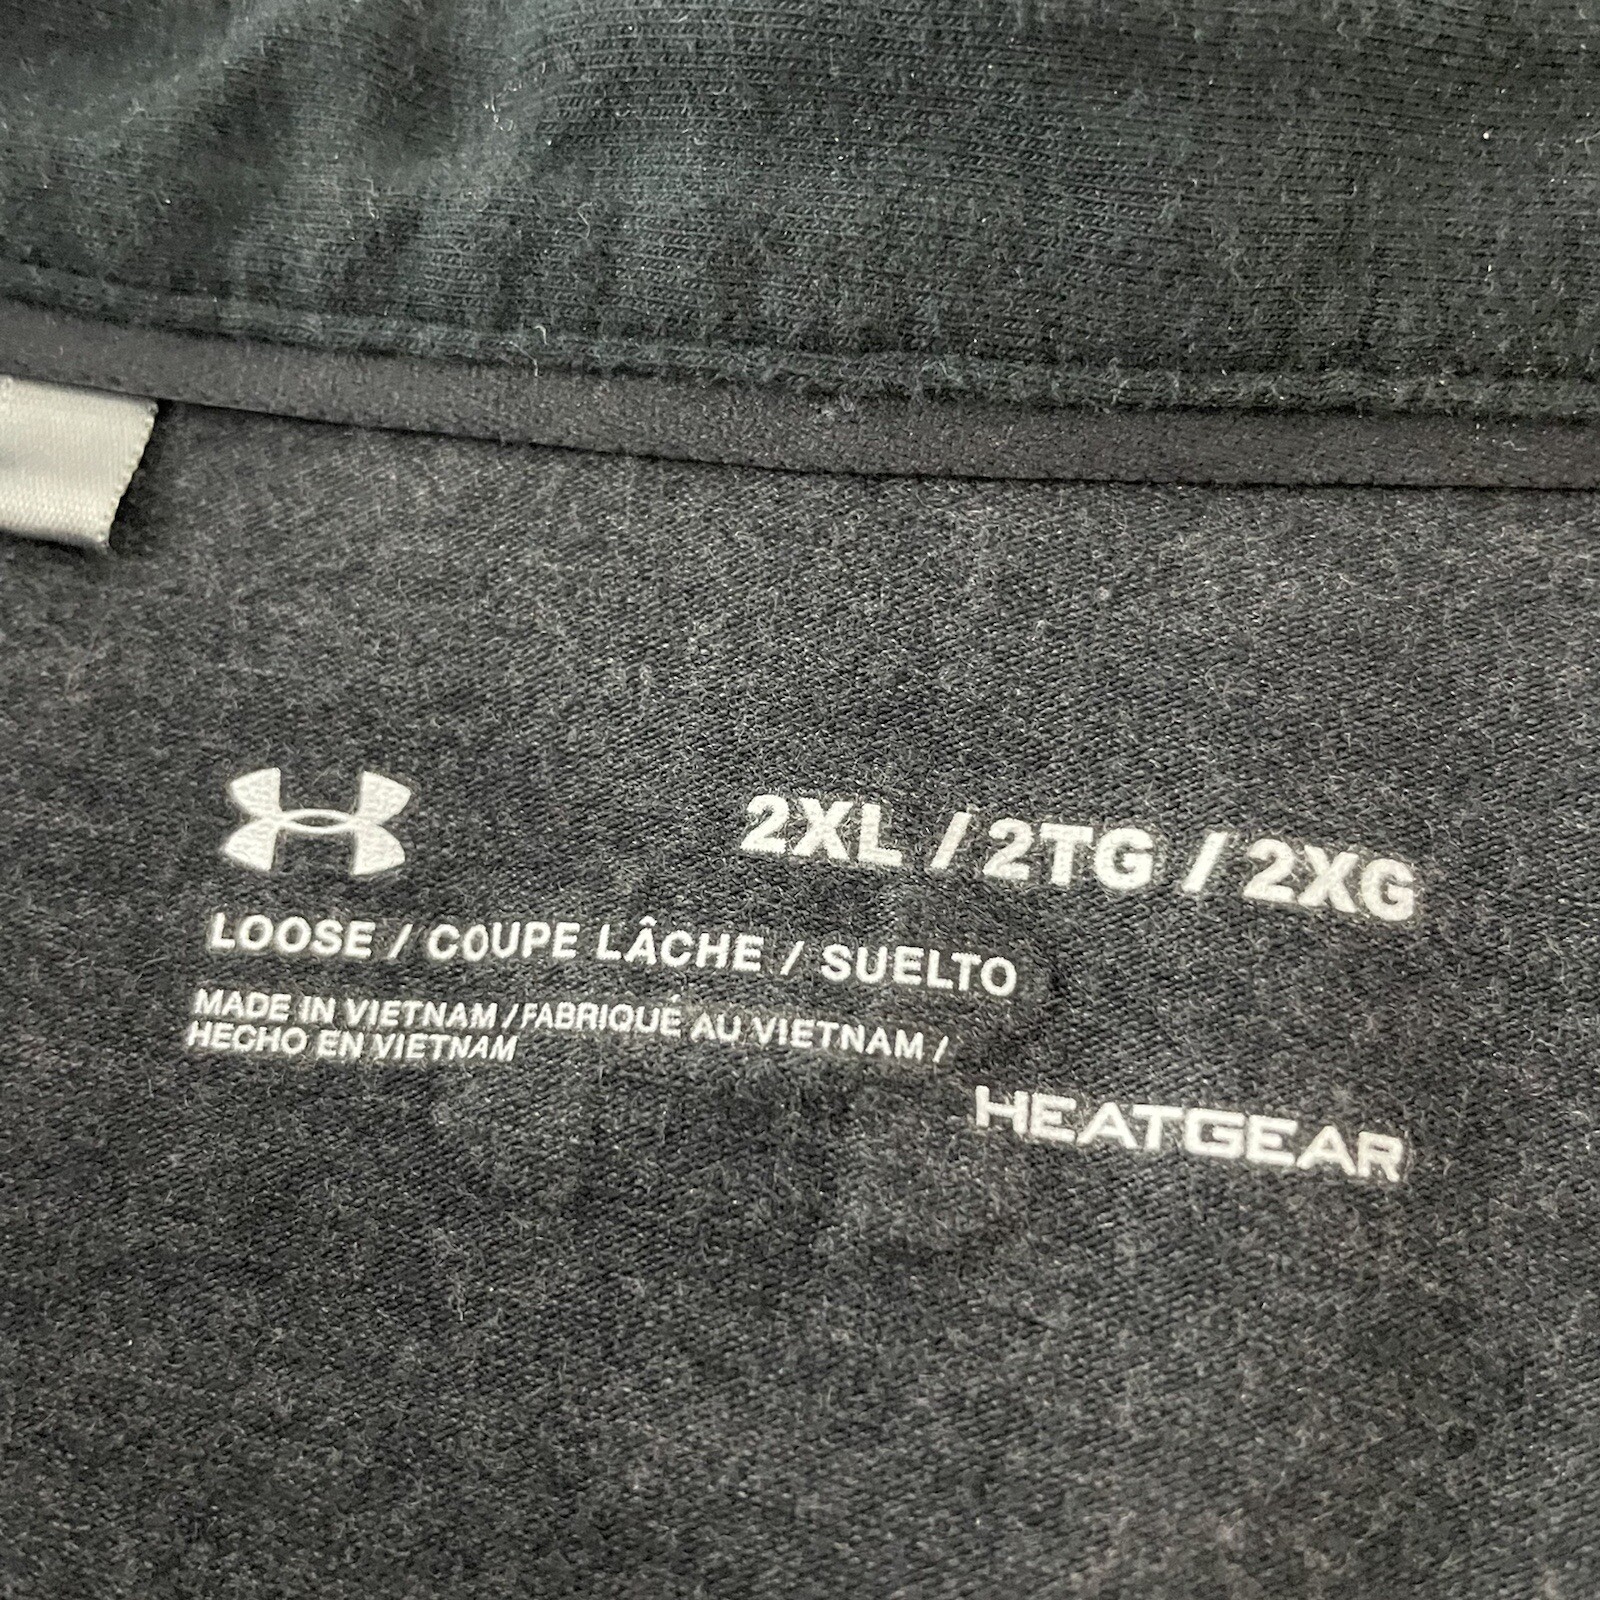 2XL / 2TG / 2XG
LOOSE / COUPE LÂCHE / SUELTO
MADE IN VIETNAM / FABRIQUÉ AU VIETNAM /
HECHO EN VIETNAM
HEATGEAR